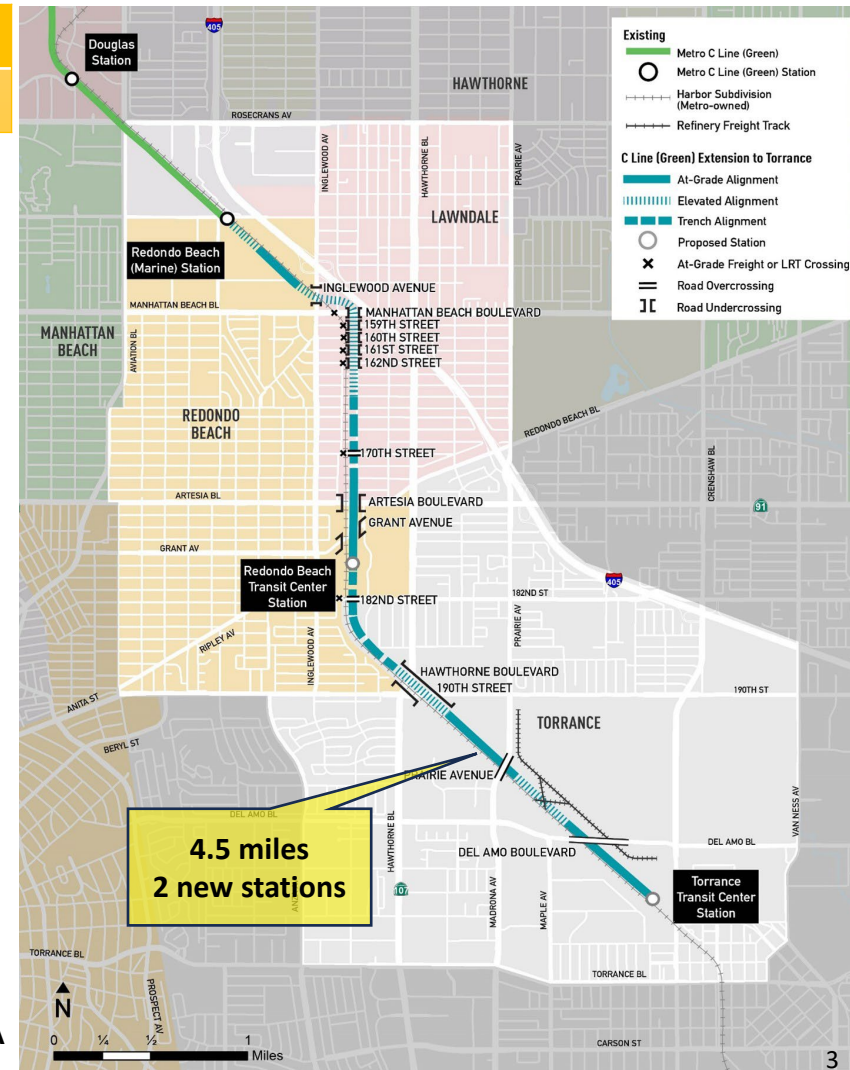 405
Douglas
Station
HAWTHORNE
ROSECRANS AV
INGLEWOOD AV
HAWTHORNE BL
PRAIRIE AV
LAWNDALE
Existing
Metro C Line (Green)
Metro C Line (Green) Station
Harbor Subdivision
(Metro-owned)
Refinery Freight Track
C Line (Green) Extension to Torrance
At-Grade Alignment
Elevated Alignment
Trench Alignment
Proposed Station
At-Grade Freight or LRT Crossing
Road Overcrossing
Road Undercrossing
Redondo Beach
(Marine) Station
INGLEWOOD AVENUE
MANHATTAN BEACH BL
MANHATTAN BEACH BOULEVARD
159TH STREET
160TH STREET
161ST STREET
162ND STREET
MANHATTAN
BEACH
AVIATION BL
REDONDO
BEACH
REDONDO BEACH BL
CRENSHAW BL
170TH STREET
ARTESIA BL
ARTESIA BOULEVARD
91
GRANT AVENUE
GRANT AV
Redondo Beach
Transit Center
Station
405
182ND ST
182ND STREET
PRAIRIE AV
RIPLEY AV
INGLEWOOD AV
HAWTHORNE BOULEVARD
190TH STREET
190TH ST
ANITA ST
BERYL ST
TORRANCE
PRAIRIE AVENUE
VAN NESS AV
DEL AMO BL
4.5 miles
2 new stations
HAWTHORNE BL
DEL AMO BL
DEL AMO BOULEVARD
107
MADRONA AV
MAPLE AV
Torrance
Transit Center
Station
TORRANCE BL
TORRANCE BL
PROSPECT AV
N
0 ¼ ½ 1
Miles
CARSON ST
A
3